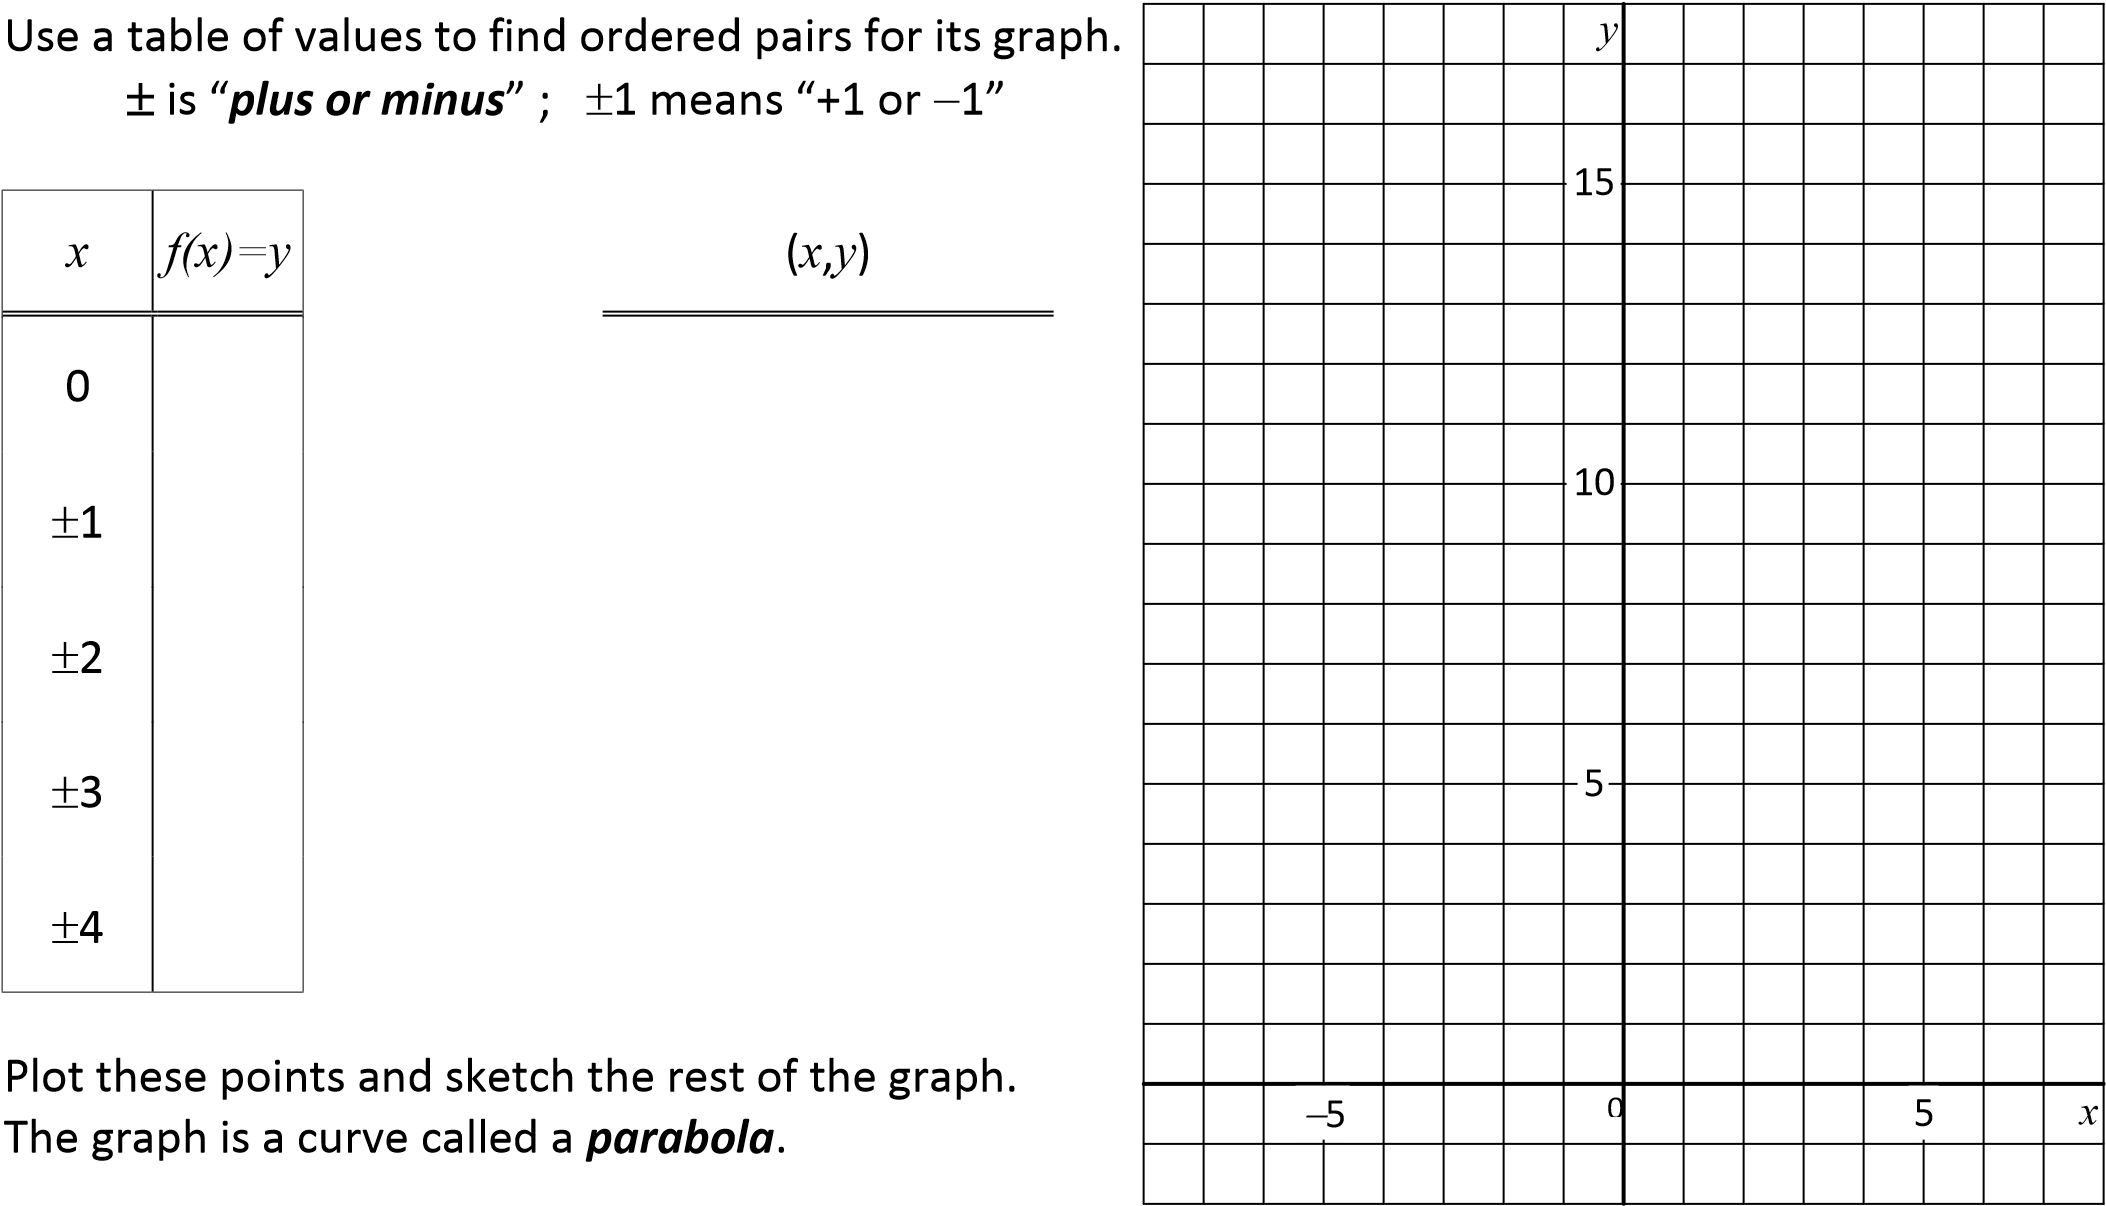 Use a table of values to find ordered pairs for its graph.
± is “plus or minus” ; ±1 means “+1 or –1”
x f(x)=y (x,y)
0
±1
±2
±3
±4
Plot these points and sketch the rest of the graph.
The graph is a curve called a parabola.
y
15
10
5
–5 0 5 x